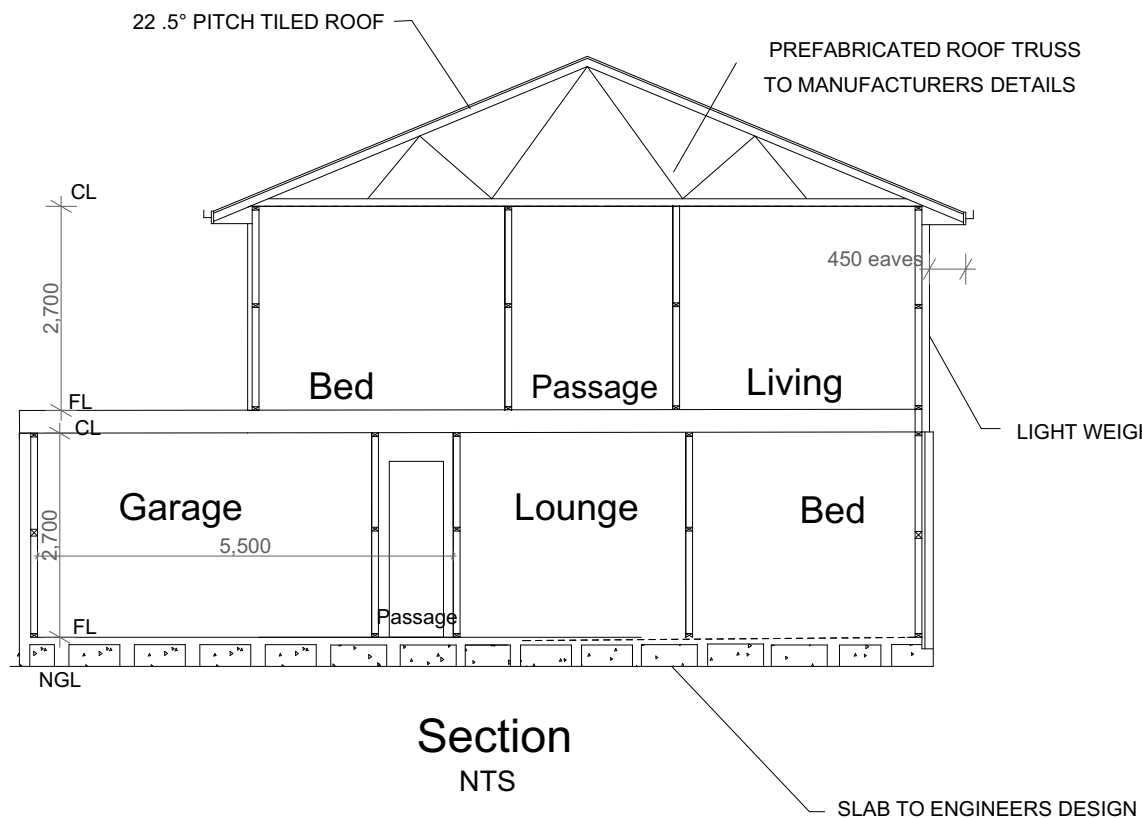 22 .5° PITCH TILED ROOF
PREFABRICATED ROOF TRUSS
TO MANUFACTURERS DETAILS
CL
450 eaves
2,700
Bed
Passage
Living
FL
CL
LIGHT WEIGH
Garage
Lounge
Bed
2,700
5,500
Passage
FL
NGL
Section
NTS
SLAB TO ENGINEERS DESIGN